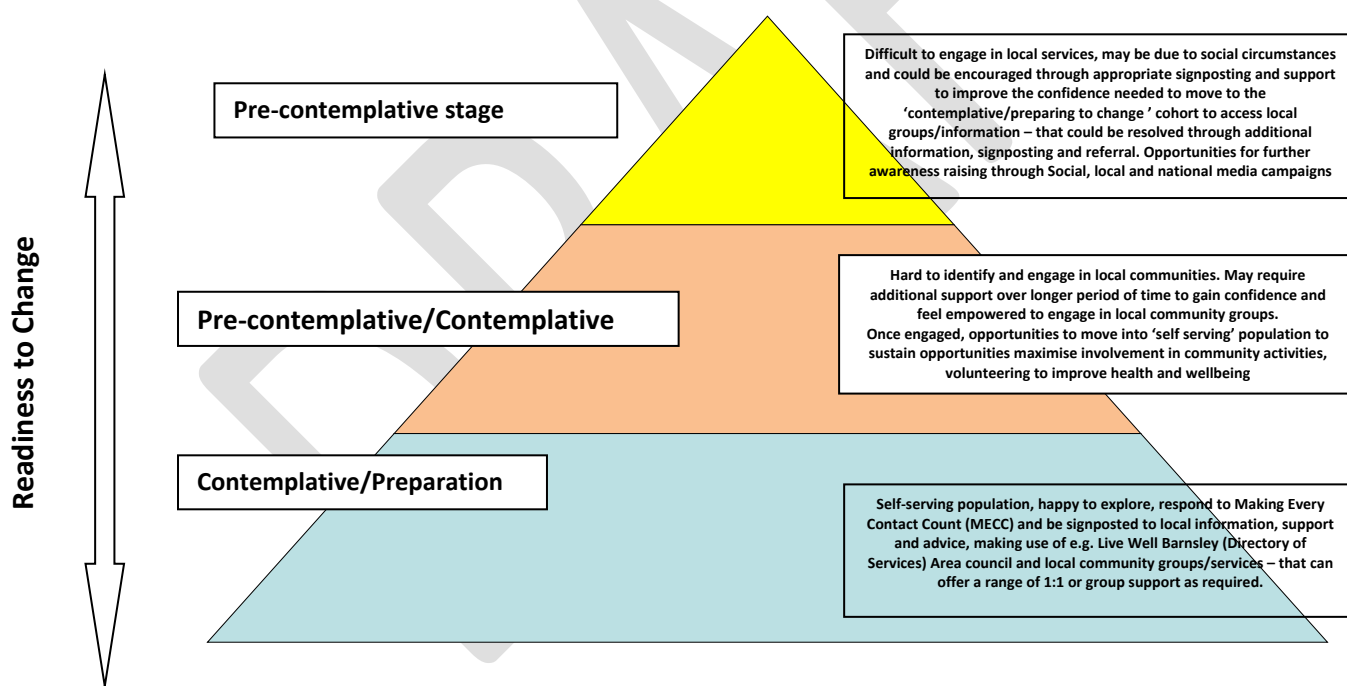 Readiness to Change
Pre-contemplative stage
Difficult to engage in local services, may be due to social circumstances
and could be encouraged through appropriate signposting and support
to improve the confidence needed to move to the
‘contemplative/preparing to change ’ cohort to access local
groups/information – that could be resolved through additional
information, signposting and referral. Opportunities for further
awareness raising through Social, local and national media campaigns
Pre-contemplative/Contemplative
Hard to identify and engage in local communities. May require
additional support over longer period of time to gain confidence and
feel empowered to engage in local community groups.
Once engaged, opportunities to move into ‘self serving’ population to
sustain opportunities maximise involvement in community activities,
volunteering to improve health and wellbeing
Contemplative/Preparation
Self-serving population, happy to explore, respond to Making Every
Contact Count (MECC) and be signposted to local information, support
and advice, making use of e.g. Live Well Barnsley (Directory of
Services) Area council and local community groups/services – that can
offer a range of 1:1 or group support as required.